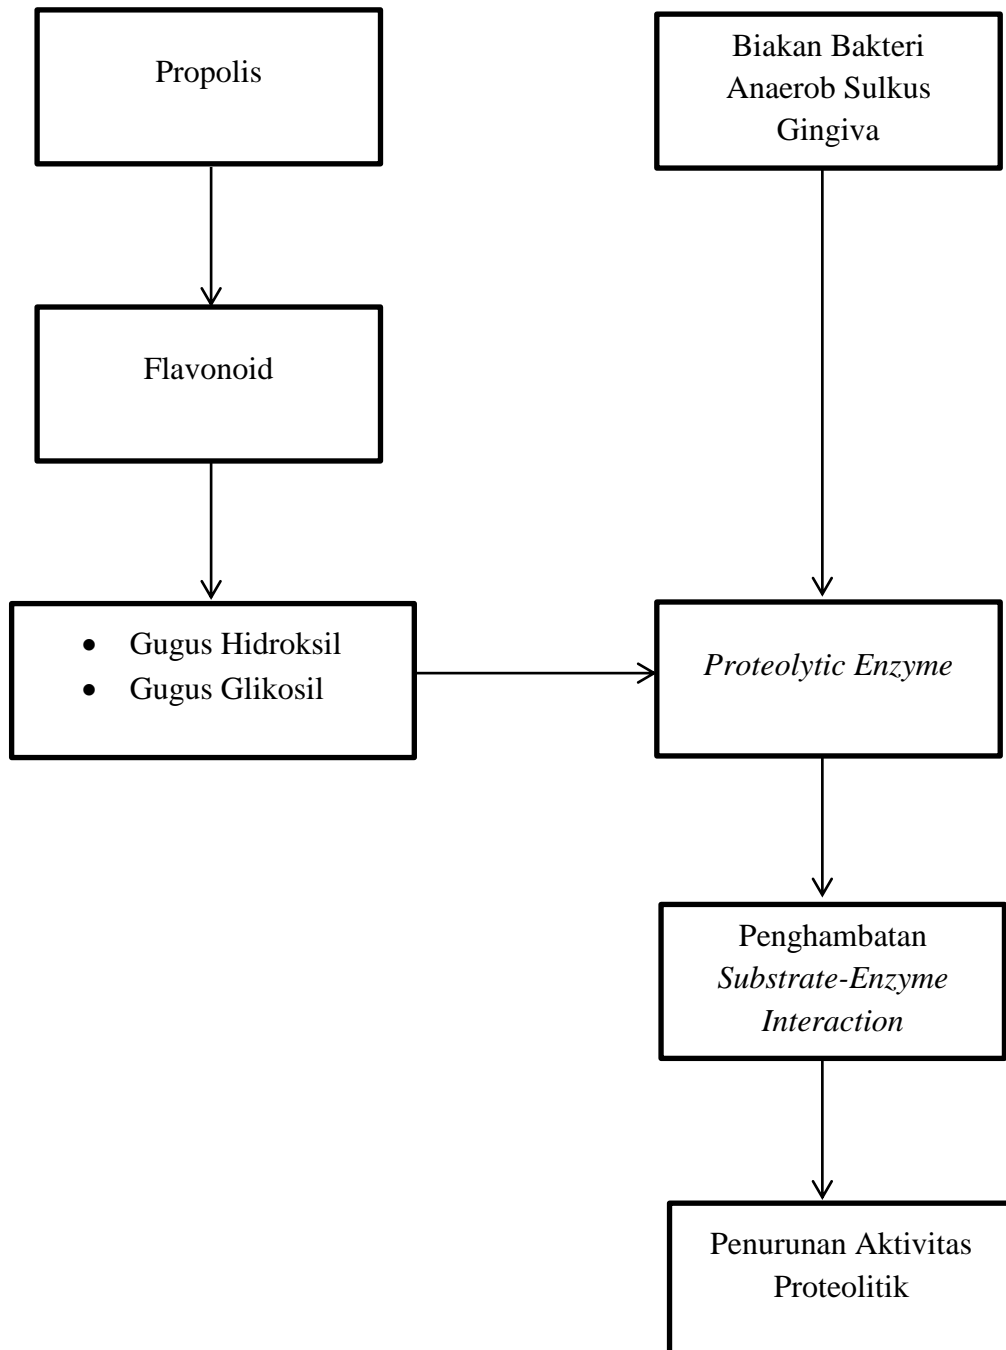 Propolis
Biakan Bakteri
Anaerob Sulkus
Gingiva
Flavonoid
• Gugus Hidroksil
• Gugus Glikosil
Proteolytic Enzyme
Penghambatan
Substrate-Enzyme
Interaction
Penurunan Aktivitas
Proteolitik